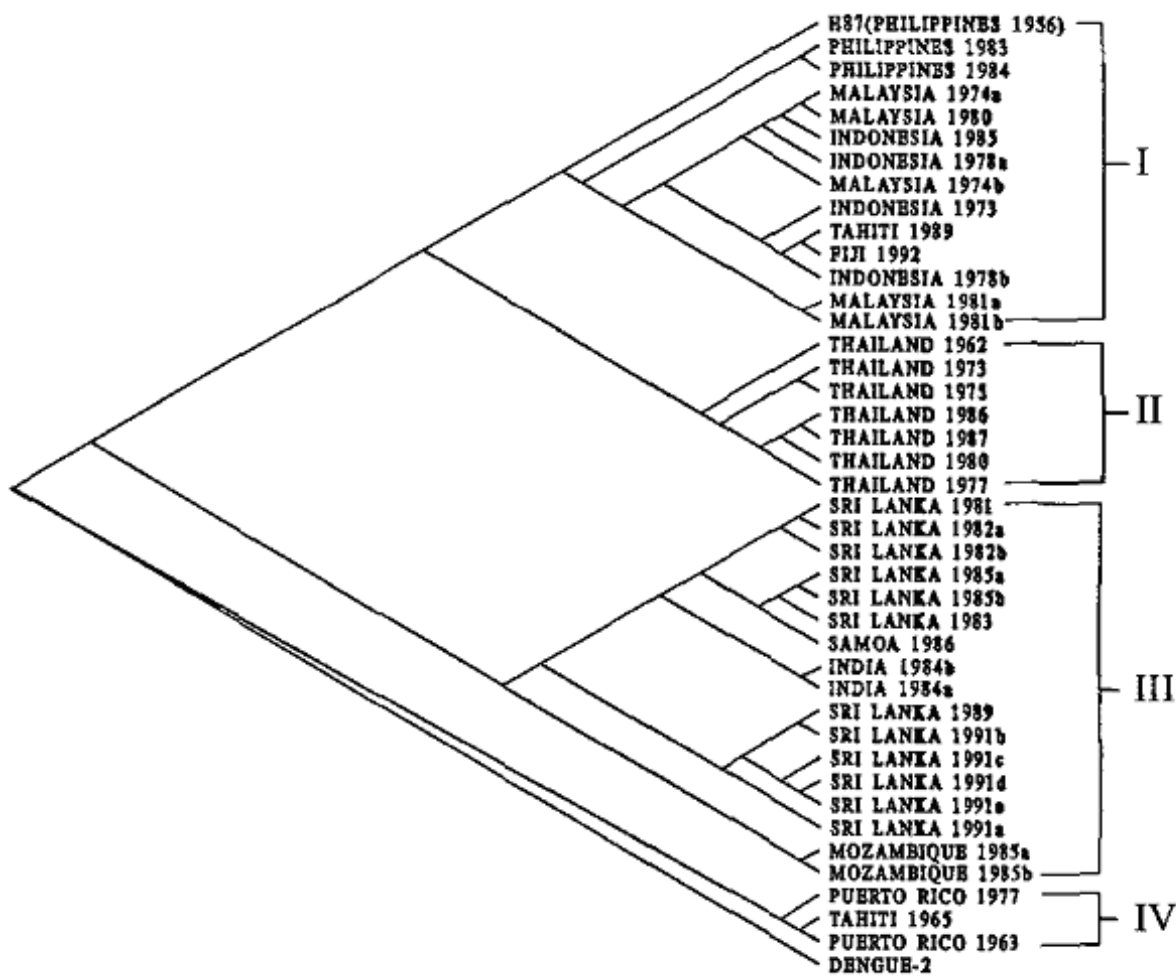 H87(PHILIPPINES 1956)
PHILIPPINES 1983
PHILIPPINES 1984
MALAYSIA 1974a
MALAYSIA 1980
INDONESIA 1985
INDONESIA 1978a
MALAYSIA 1974b
INDONESIA 1973
TAHITI 1989
FIJI 1992
INDONESIA 1978b
MALAYSIA 1981a
MALAYSIA 1981b
I
THAILAND 1962
THAILAND 1973
THAILAND 1975
THAILAND 1986
THAILAND 1987
THAILAND 1980
THAILAND 1977
II
SRI LANKA 1981
SRI LANKA 1982a
SRI LANKA 1982b
SRI LANKA 1985a
SRI LANKA 1985b
SRI LANKA 1983
SAMOA 1986
INDIA 1984b
INDIA 1984a
SRI LANKA 1989
SRI LANKA 1991b
SRI LANKA 1991c
SRI LANKA 1991d
SRI LANKA 1991e
SRI LANKA 1991a
MOZAMBIQUE 1985a
MOZAMBIQUE 1985b
III
PUERTO RICO 1977
TAHITI 1965
PUERTO RICO 1963
IV
DENGUE-2